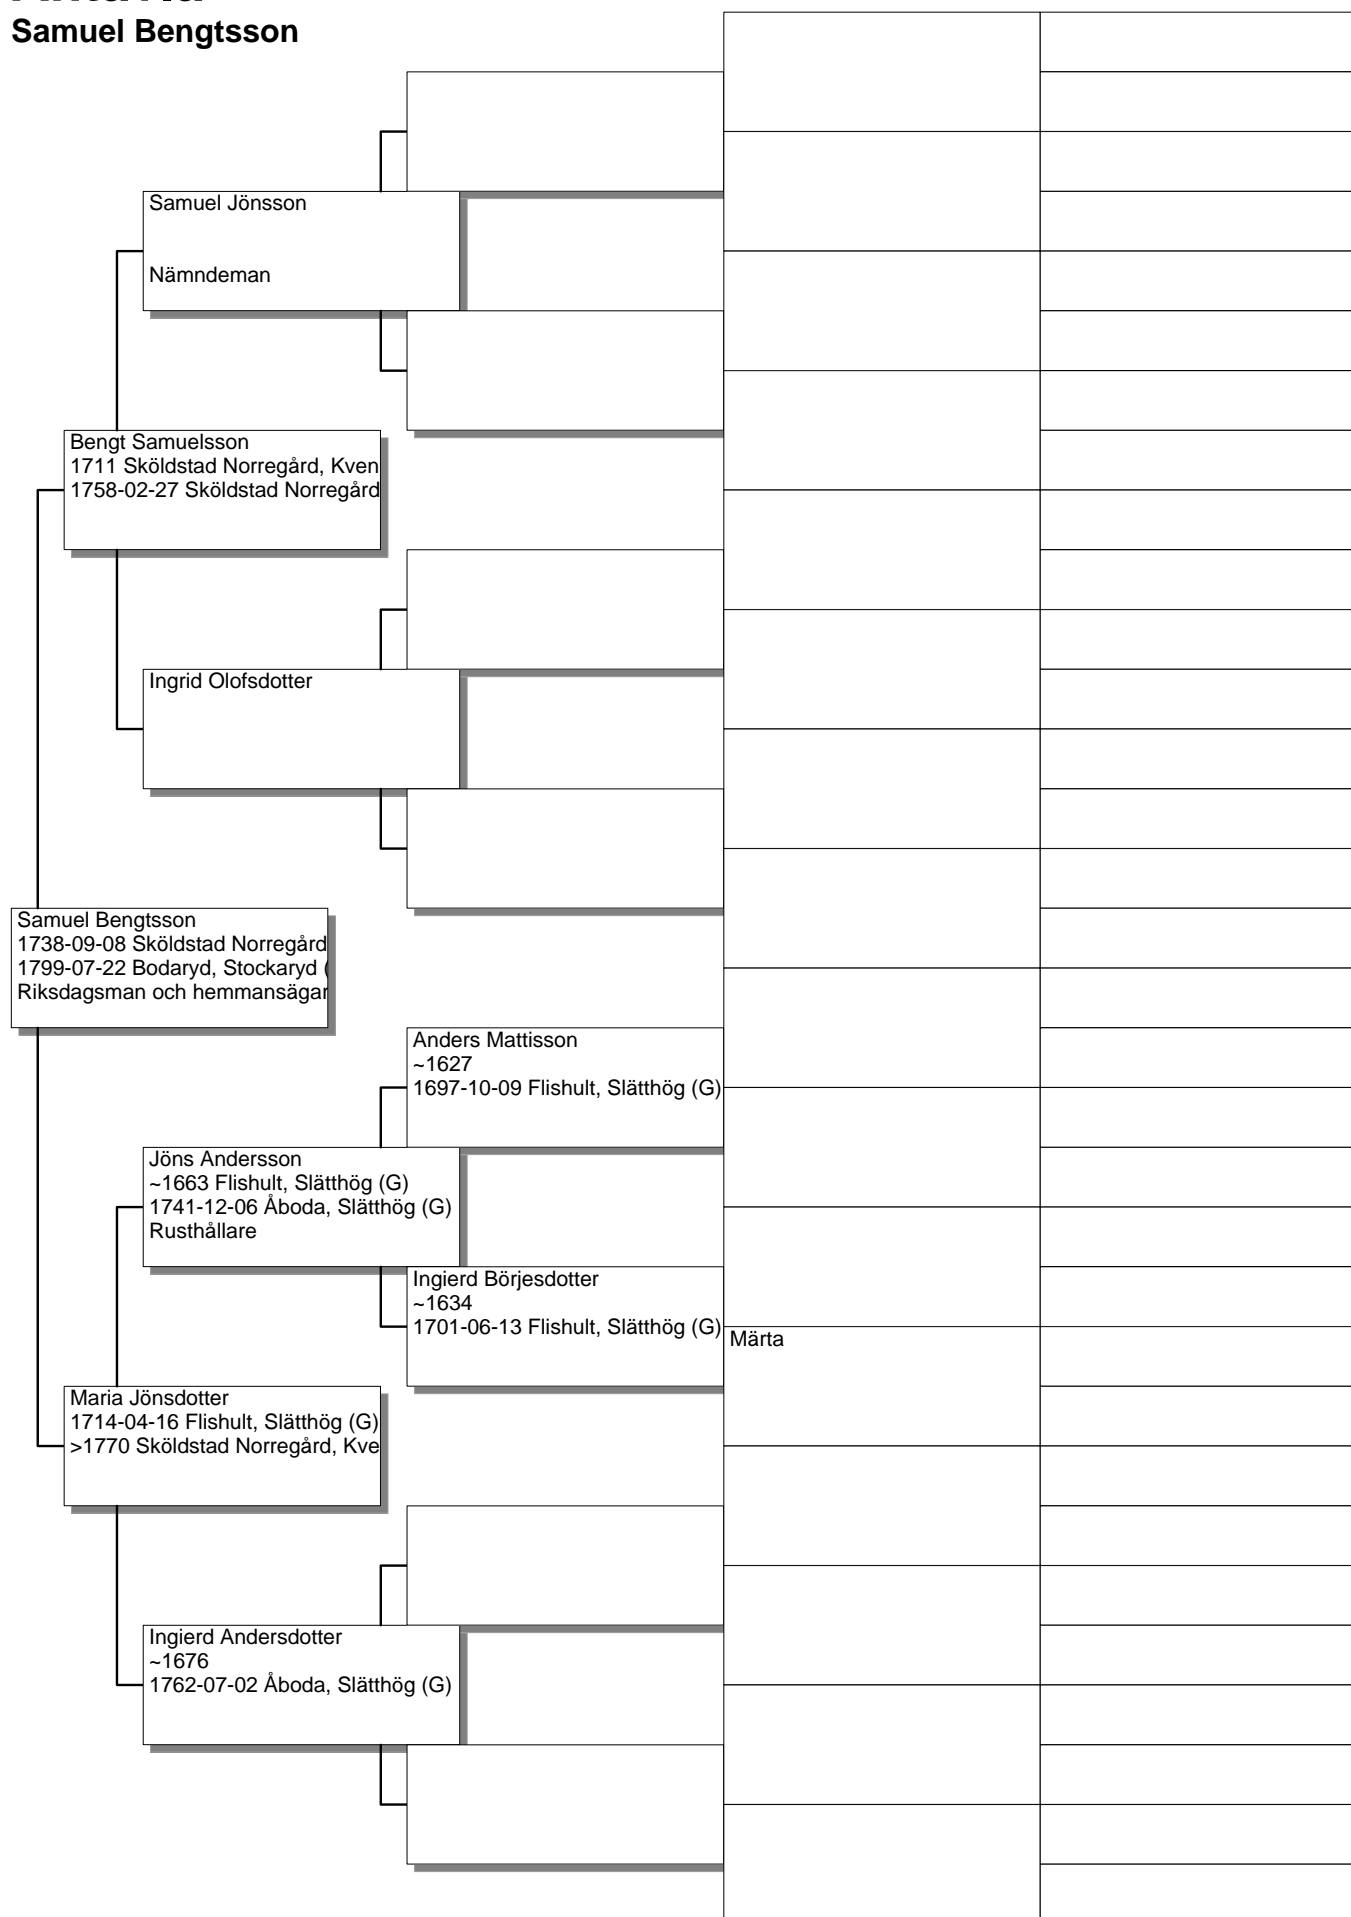 Samuel Bengtsson
Samuel Jönsson
Nämndeman
Bengt Samuelsson
1711 Sköldstad Norregård, Kven
1758-02-27 Sköldstad Norregård
Ingrid Olofsdotter
Samuel Bengtsson
1738-09-08 Sköldstad Norregård
1799-07-22 Bodaryd, Stockaryd (
Riksdagsman och hemmansägar
Anders Mattisson
~1627
1697-10-09 Flishult, Slätthög (G)
Jöns Andersson
~1663 Flishult, Slätthög (G)
1741-12-06 Åboda, Slätthög (G)
Rusthållare
Ingierd Börjesdotter
~1634
1701-06-13 Flishult, Slätthög (G)
Märta
Maria Jönsdotter
1714-04-16 Flishult, Slätthög (G)
>1770 Sköldstad Norregård, Kve
Ingierd Andersdotter
~1676
1762-07-02 Åboda, Slätthög (G)